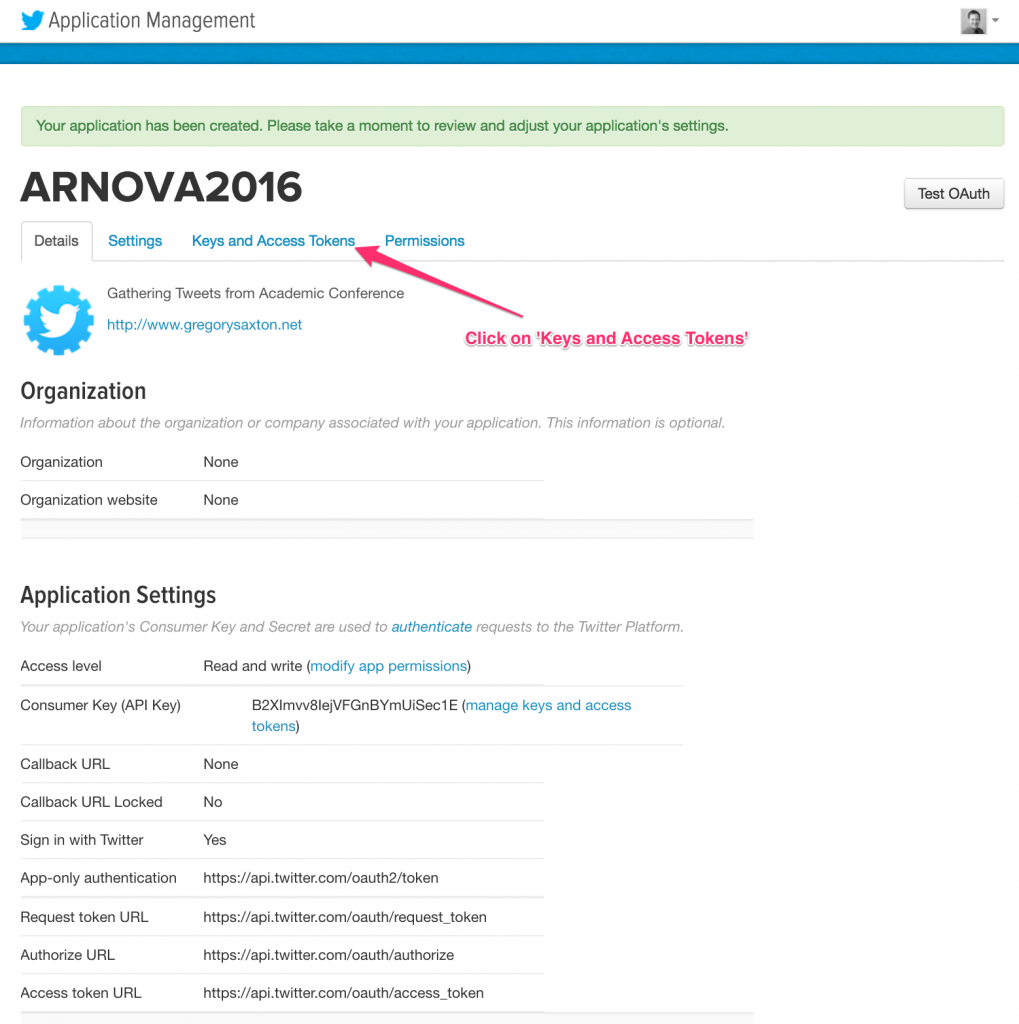 Application Management
Your application has been created. Please take a moment to review and adjust your application's settings.
ARNOVA2016
Test OAuth
Details Settings Keys and Access Tokens Permissions
Gathering Tweets from Academic Conference
http://www.gregorysaxton.net
Click on 'Keys and Access Tokens'
Organization
Information about the organization or company associated with your application. This information is optional.
Organization None
Organization website None
Application Settings
Your application's Consumer Key and Secret are used to authenticate requests to the Twitter Platform.
Access level Read and write (modify app permissions)
Consumer Key (API Key) B2XImvv8IejVFGnBYmUiSec1E (manage keys and access
tokens)
Callback URL None
Callback URL Locked No
Sign in with Twitter Yes
App-only authentication https://api.twitter.com/oauth2/token
Request token URL https://api.twitter.com/oauth/request_token
Authorize URL https://api.twitter.com/oauth/authorize
Access token URL https://api.twitter.com/oauth/access_token